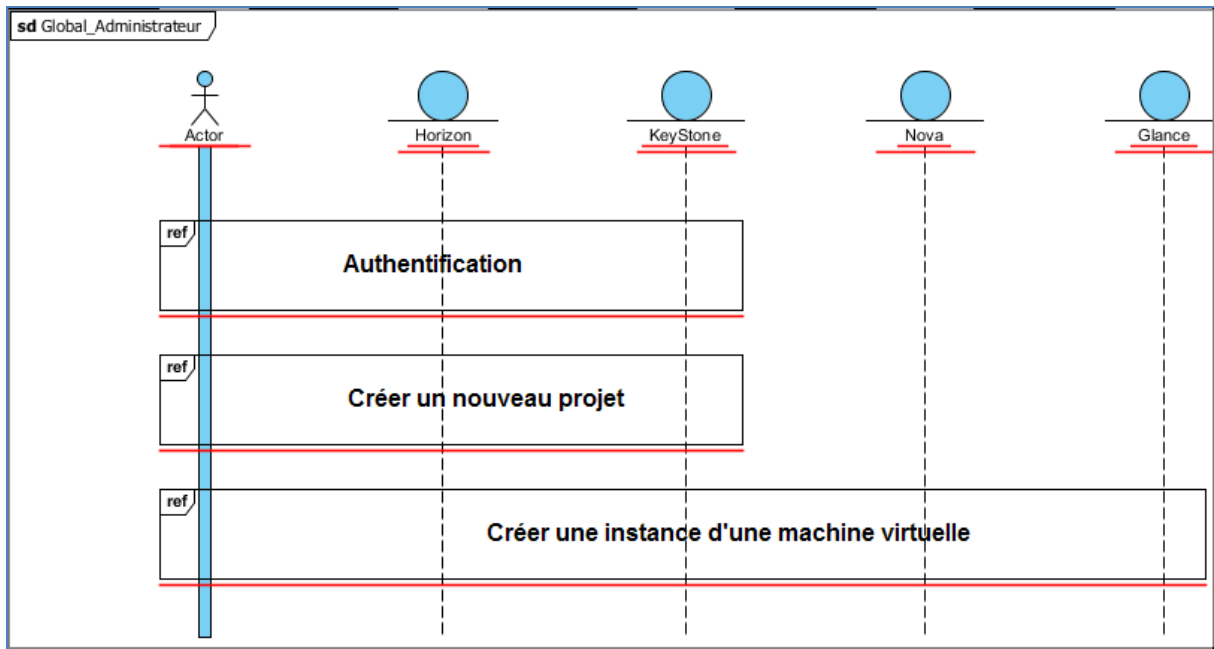 sd Global_Administrateur
Actor
Horizon
KeyStone
Nova
Glance
ref
Authentification
ref
Créer un nouveau projet
ref
Créer une instance d'une machine virtuelle